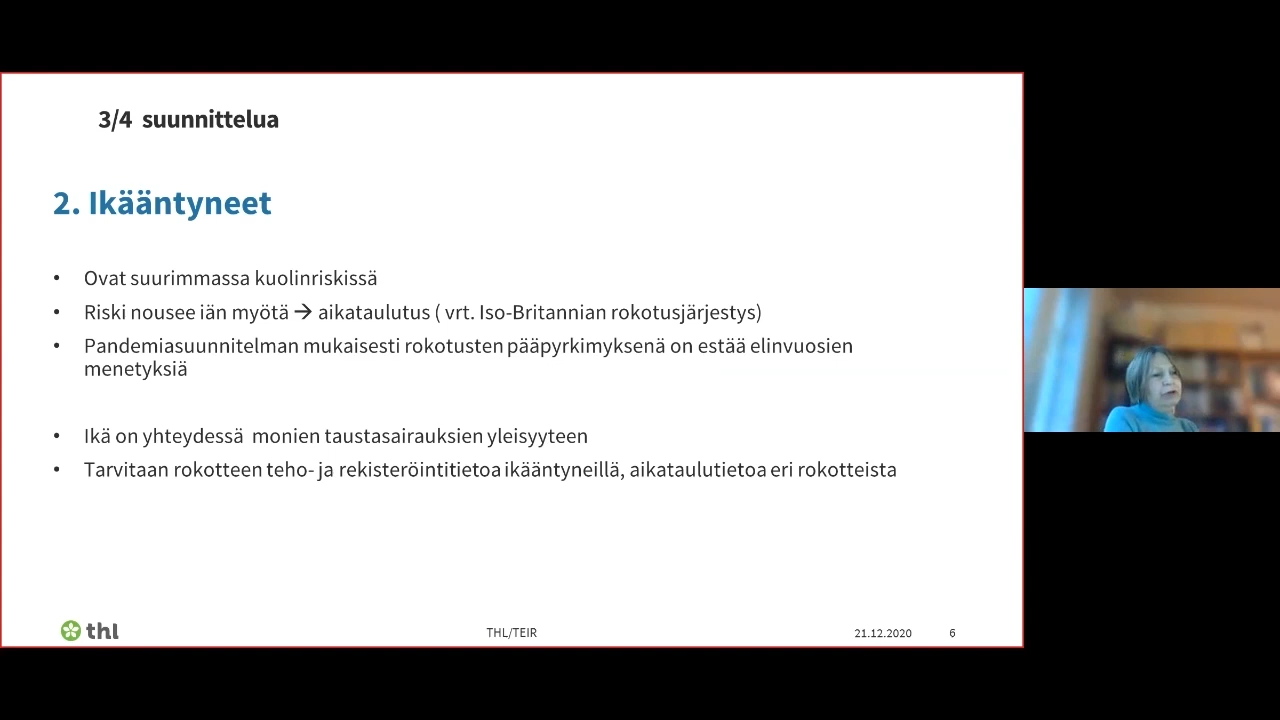 3/4 suunnittelua
2. Ikääntyneet
• Ovat suurimmassa kuolinriskissä
• Riski nousee iän myötä → aikataulutus ( vrt. Iso-Britannian rokotusjärjestys)
• Pandemiasuunnitelman mukaisesti rokotusten pääpyrkimyksenä on estää elinvuosien
menetyksiä
• Ikä on yhteydessä monien taustasairauksien yleisyyteen
• Tarvitaan rokotteen teho- ja rekisteröintitietoa ikääntyneillä, aikataulutietoa eri rokotteista
thl
THL/TEIR
21.12.2020
6